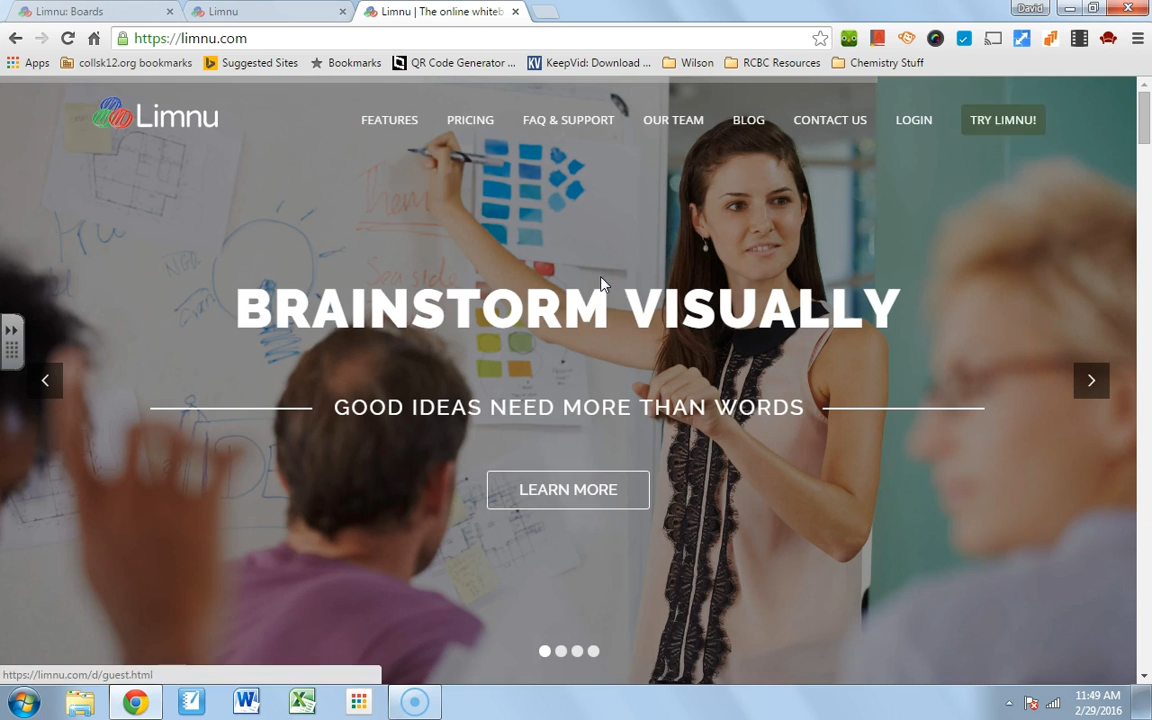 Limnu: Boards
Limnu
Limnu | The online whiteb
David
https://limnu.com
Apps
collsk12.org bookmarks
Suggested Sites
Bookmarks
QR Code Generator ...
KV
KeepVid: Download ...
Wilson
RCBC Resources
Chemistry Stuff
Limnu
FEATURES
PRICING
FAQ & SUPPORT
OUR TEAM
BLOG
CONTACT US
LOGIN
TRY LIMNU!
Them
Seaside
BRAINSTORM VISUALLY
GOOD IDEAS NEED MORE THAN WORDS
LEARN MORE
https://limnu.com/d/guest.html
11:49 AM
2/29/2016